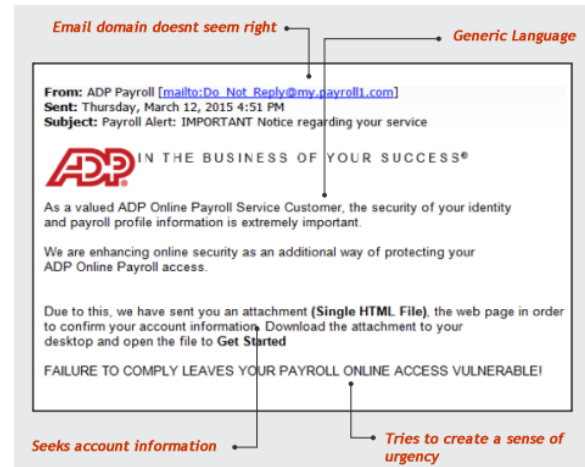 Email domain doesnt seem right
Generic Language
From: ADP Payroll [mailto:Do_Not_Reply@my.payroll1.com]
Sent: Thursday, March 12, 2015 4:51 PM
Subject: Payroll Alert: IMPORTANT Notice regarding your service
ADP IN THE BUSINESS OF YOUR SUCCESS®
As a valued ADP Online Payroll Service Customer, the security of your identity
and payroll profile information is extremely important.
We are enhancing online security as an additional way of protecting your
ADP Online Payroll access.
Due to this, we have sent you an attachment (Single HTML File), the web page in order
to confirm your account information. Download the attachment to your
desktop and open the file to Get Started
FAILURE TO COMPLY LEAVES YOUR PAYROLL ONLINE ACCESS VULNERABLE!
Seeks account information
Tries to create a sense of
urgency